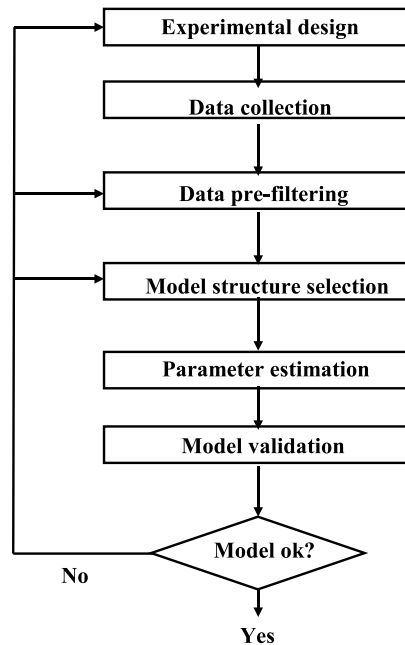 Experimental design
Data collection
Data pre-filtering
Model structure selection
Parameter estimation
Model validation
Model ok?
No
Yes